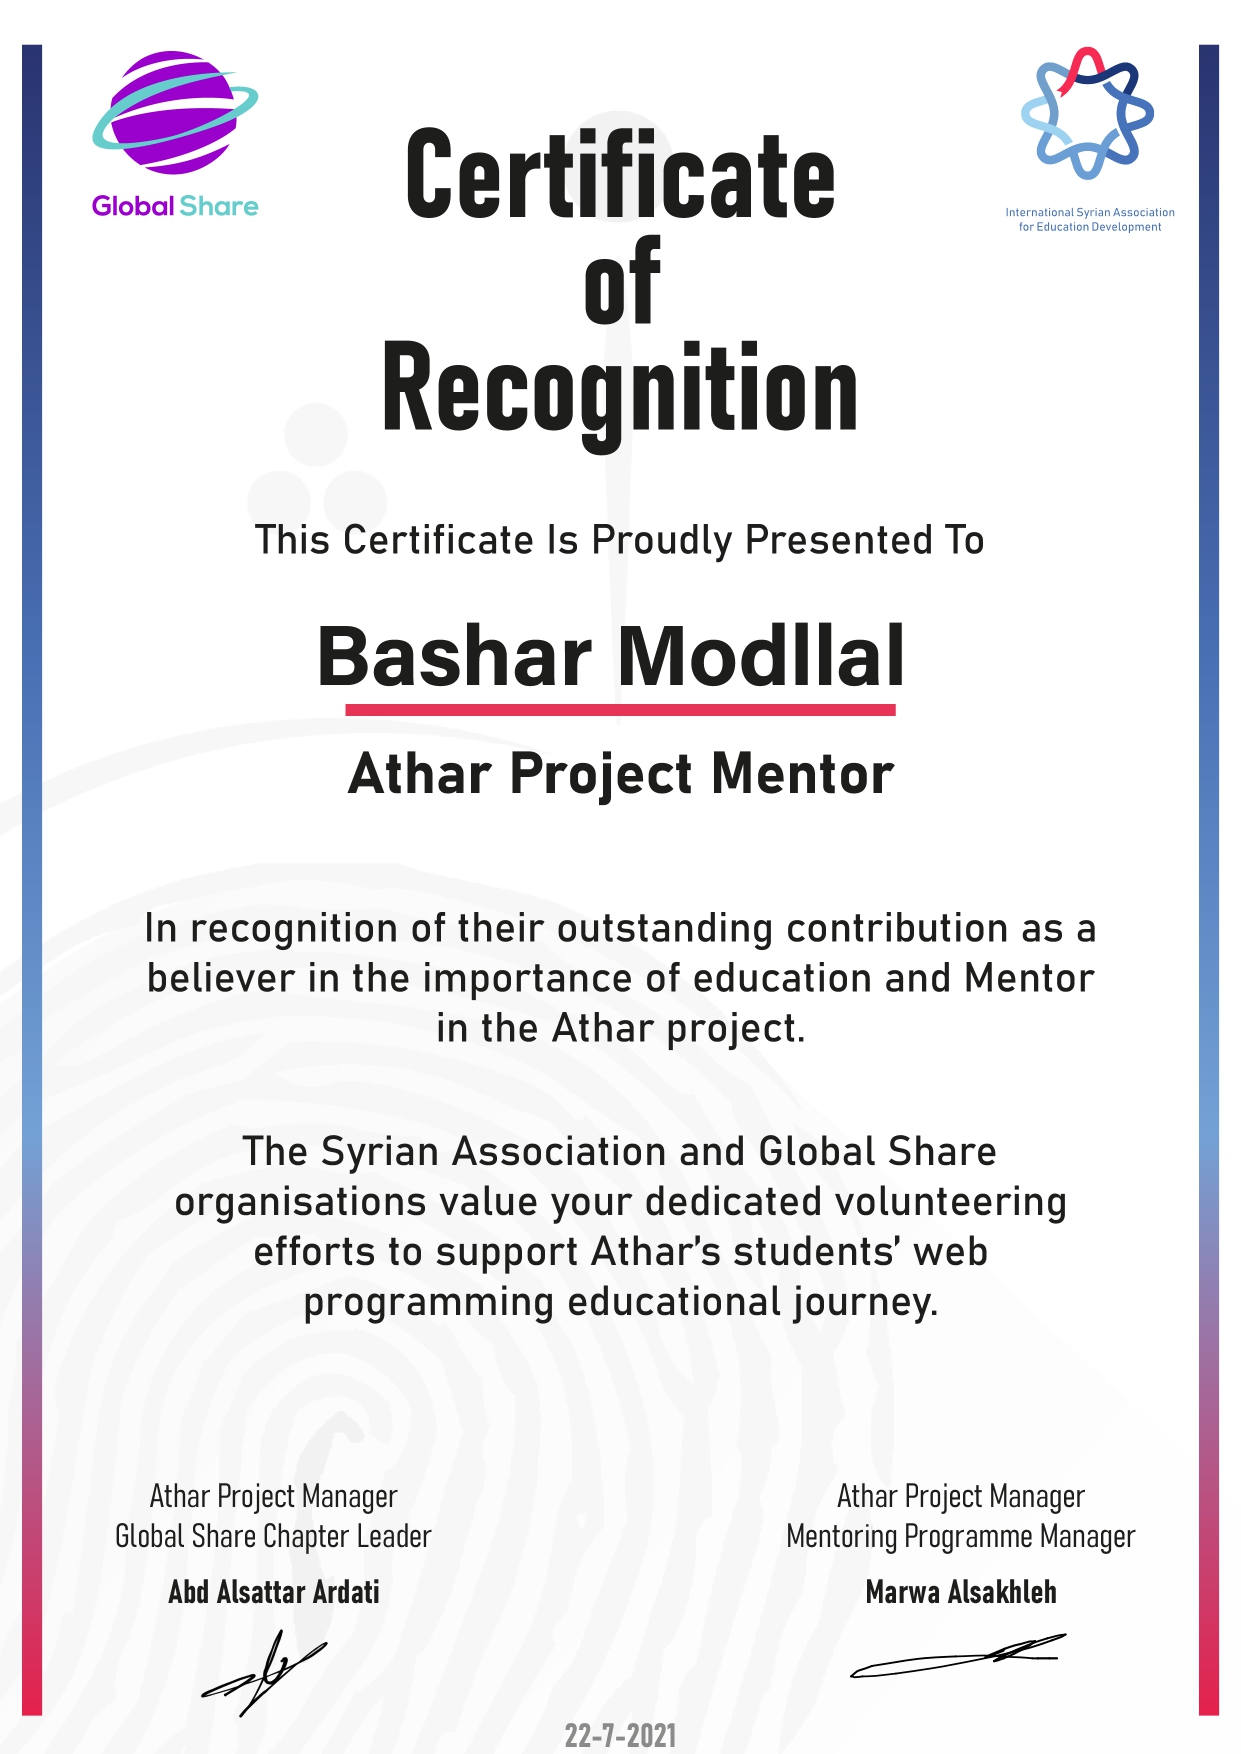 Global Share
International Syrian Association
for Education Development
Certificate
of
Recognition
This Certificate Is Proudly Presented To
Bashar Modllal
Athar Project Mentor
In recognition of their outstanding contribution as a
believer in the importance of education and Mentor
in the Athar project.
The Syrian Association and Global Share
organisations value your dedicated volunteering
efforts to support Athar’s students’ web
programming educational journey.
Athar Project Manager
Global Share Chapter Leader
Abd Alsattar Ardati
Athar Project Manager
Mentoring Programme Manager
Marwa Alsakhleh
22-7-2021